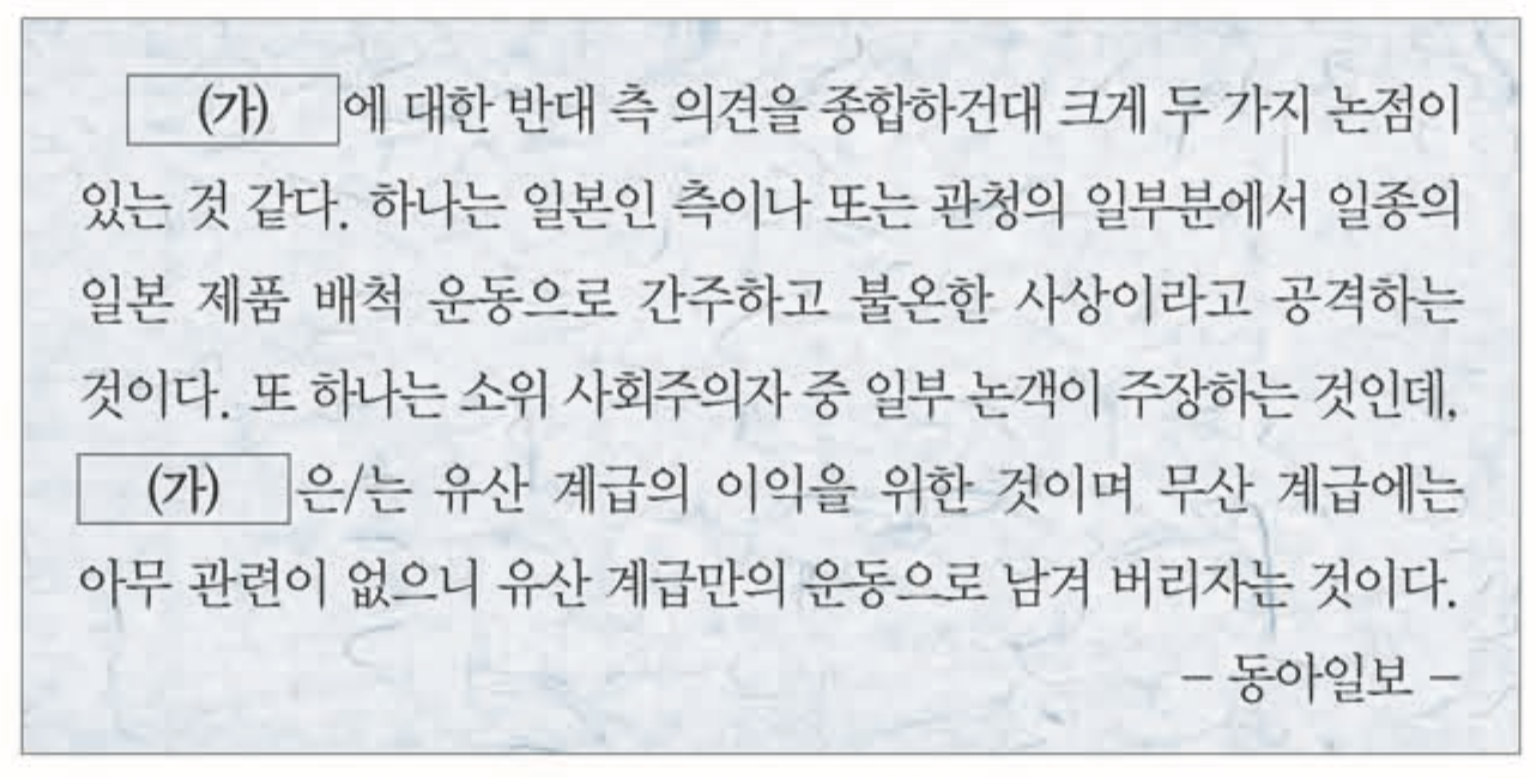 (가) 에 대한 반대 측 의견을 종합하건대 크게 두 가지 논점이
있는 것 같다. 하나는 일본인 측이나 또는 관청의 일부분에서 일종의
일본 제품 배척 운동으로 간주하고 불온한 사상이라고 공격하는
것이다. 또 하나는 소위 사회주의자 중 일부 논객이 주장하는 것인데,
(가) 은/는 유산 계급의 이익을 위한 것이며 무산 계급에는
아무 관련이 없으니 유산 계급만의 운동으로 남겨 버리자는 것이다.
– 동아일보 –